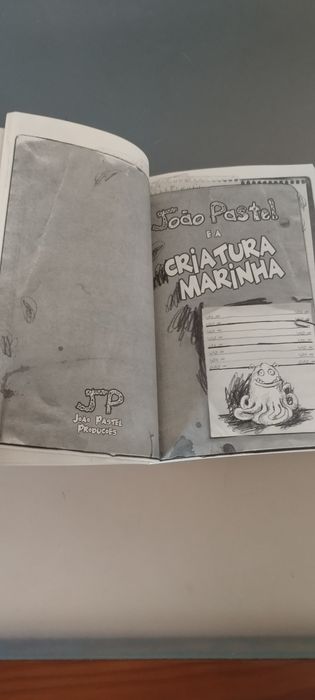 JP
JOÃO PASTEL
PRODUÇÕES
João Pastel
E A
CRIATURA
MARINHA